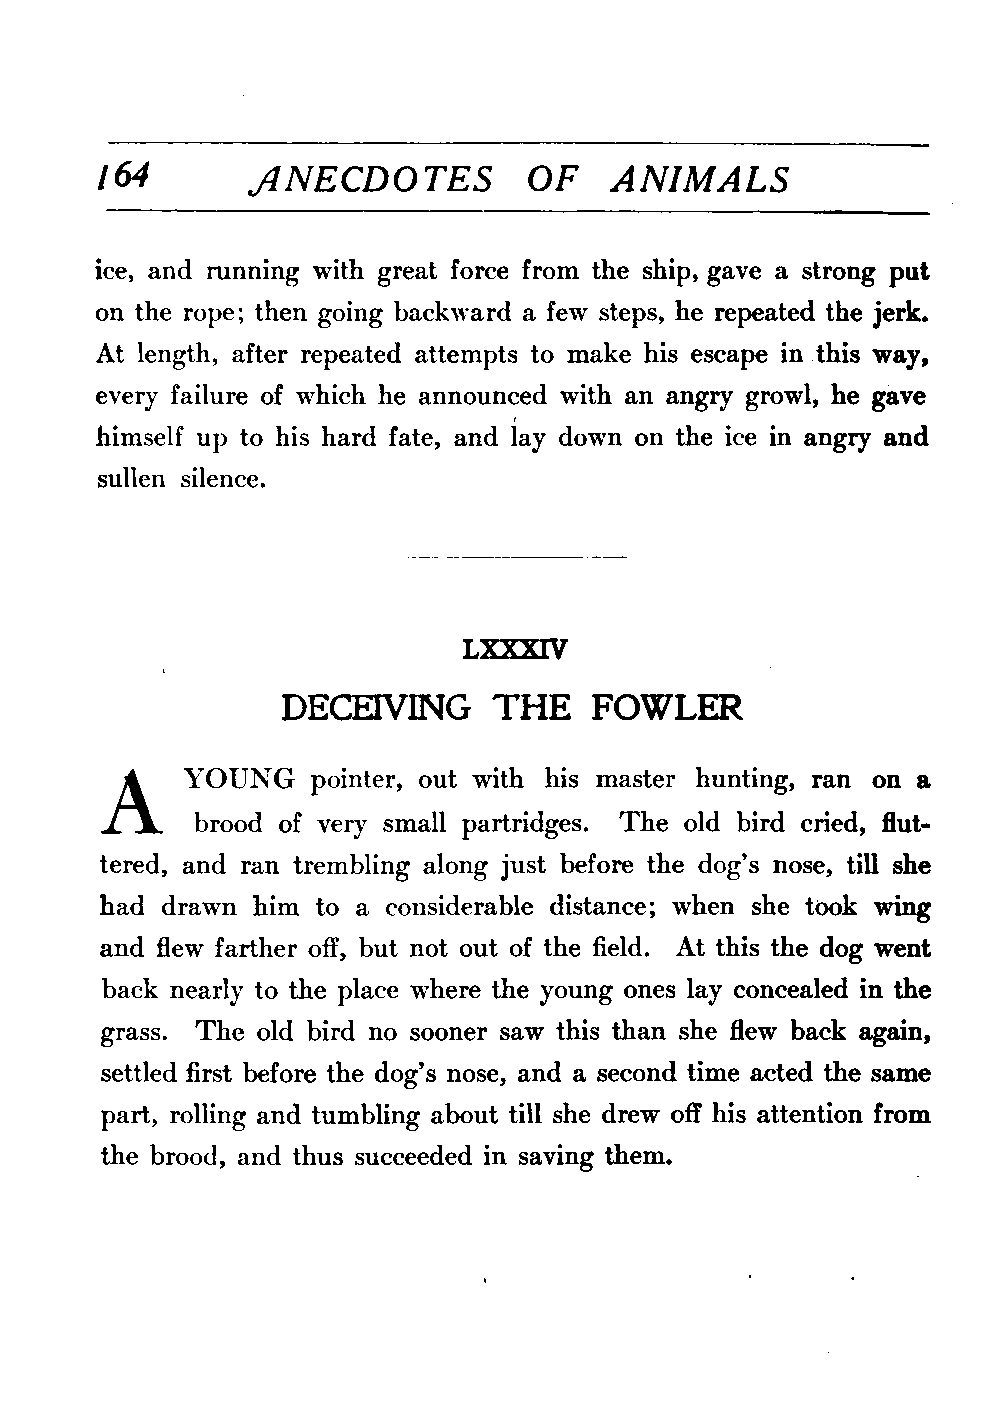 164 ANECDOTES OF ANIMALS
ice, and running with great force from the ship, gave a strong put
on the rope; then going backward a few steps, he repeated the jerk.
At length, after repeated attempts to make his escape in this way,
every failure of which he announced with an angry growl, he gave
himself up to his hard fate, and lay down on the ice in angry and
sullen silence.
LXXXIV
DECEIVING THE FOWLER
A YOUNG pointer, out with his master hunting, ran on a
brood of very small partridges. The old bird cried, flut-
tered, and ran trembling along just before the dog's nose, till she
had drawn him to a considerable distance; when she took wing
and flew farther off, but not out of the field. At this the dog went
back nearly to the place where the young ones lay concealed in the
grass. The old bird no sooner saw this than she flew back again,
settled first before the dog's nose, and a second time acted the same
part, rolling and tumbling about till she drew off his attention from
the brood, and thus succeeded in saving them.